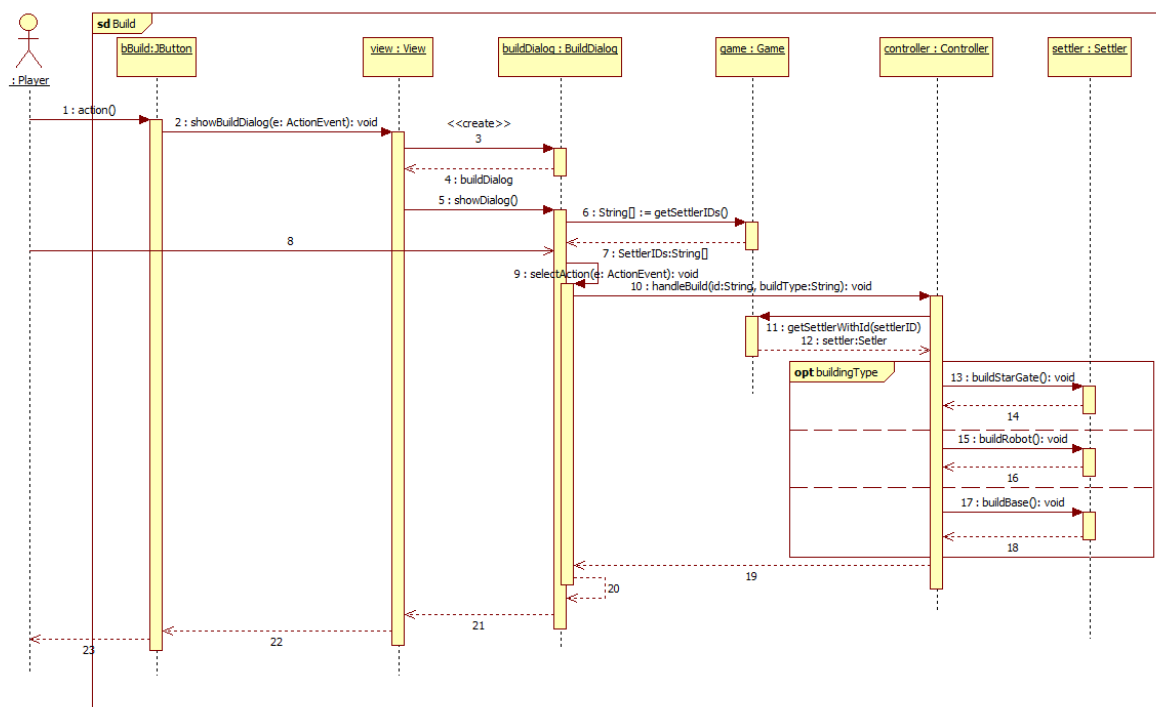 sd Build
: Player
bBuild:JButton
view : View
buildDialog : BuildDialog
game : Game
controller : Controller
settler : Settler
1 : action()
2 : showBuildDialog(e: ActionEvent): void
<<create>>
3
4 : buildDialog
5 : showDialog()
6 : String[] := getSettlerIDs()
7 : SettlerIDs:String[]
8
9 : selectAction(e: ActionEvent): void
10 : handleBuild(id:String, buildType:String): void
11 : getSettlerWithId(settlerID)
12 : settler:Setler
opt buildingType
13 : buildStarGate(): void
14
15 : buildRobot(): void
16
17 : buildBase(): void
18
19
20
21
22
23